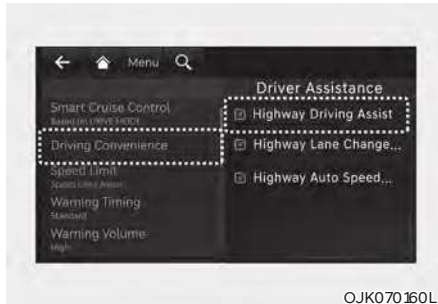 Menu
Driver Assistance
Smart Cruise Control
Based on DRIVE MODE
Driving Convenience
Speed Limit
Speed Limit Assist
Warning Timing
Standard
Warning Volume
High
Highway Driving Assist
Highway Lane Change...
Highway Auto Speed...
OJK070160L